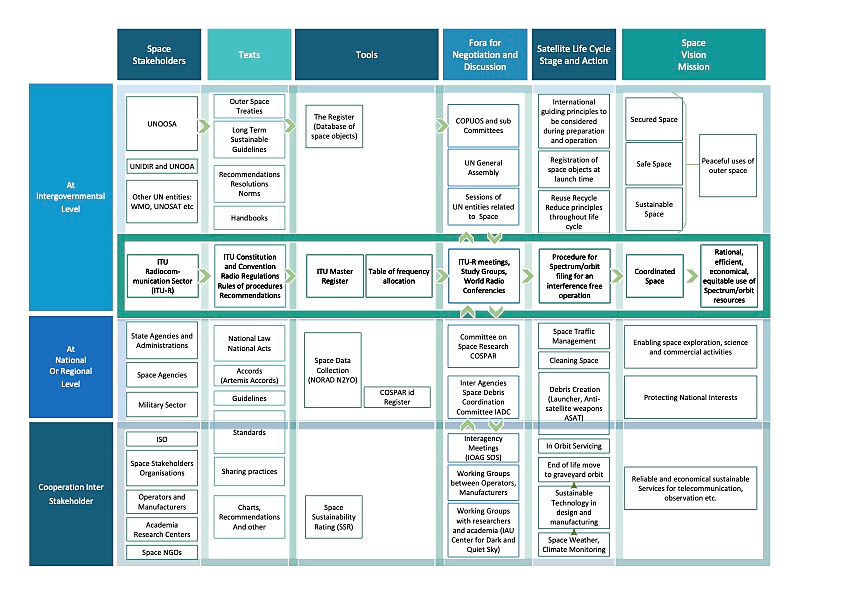 Space
Stakeholders
Texts
Tools
Fora for
Negotiation and
Discussion
Satellite Life Cycle
Stage and Action
Space
Vision
Mission
At
Intergovernmental
Level
UNOOSA
UNIDIR and UNODA
Other UN entities:
WMO, UNOSAT etc
Outer Space
Treaties
Long Term
Sustainable
Guidelines
Recommendations
Resolutions
Norms
Handbooks
The Register
(Database of
space objects)
COPUOS and sub
Committees
UN General
Assembly
Sessions of
UN entities related
to Space
International
guiding principles to
be considered
during preparation
and operation
Registration of
space objects at
launch time
Reuse Recycle
Reduce principles
throughout life
cycle
Secured Space
Safe Space
Sustainable
Space
Peaceful uses of
outer space
ITU
Radiocom-
munication Sector
(ITU-R)
ITU Constitution
and Convention
Radio Regulations
Rules of procedures
Recommendations
ITU Master
Register
Table of frequency
allocation
ITU-R meetings,
Study Groups,
World Radio
Conferencies
Procedure for
Spectrum/orbit
filing for an
interference free
operation
Coordinated
Space
Rational,
efficient,
economical,
equitable use of
Spectrum/orbit
resources
At
National
Or Regional
Level
State Agencies and
Administrations
Space Agencies
Military Sector
National Law
National Acts
Accords
(Artemis Accords)
Guidelines
Space Data
Collection
(NORAD N2YO)
COSPAR id
Register
Committee on
Space Research
COSPAR
Inter Agencies
Space Debris
Coordination
Committee IADC
Space Traffic
Management
Cleaning Space
Debris Creation
(Launcher, Anti-
satellite weapons
ASAT)
Enabling space exploration, science
and commercial activities
Protecting National Interests
Cooperation Inter
Stakeholder
ISO
Space Stakeholders
Organisations
Operators and
Manufacturers
Academia
Research Centers
Space NGOs
Standards
Sharing practices
Charts,
Recommendations
And other
Space
Sustainability
Rating (SSR)
Interagency
Meetings
(IOAG SOS)
Working Groups
between Operators,
Manufacturers
Working Groups
with researchers
and academia (IAU
Center for Dark and
Quiet Sky)
In Orbit Servicing
End of life move
to graveyard orbit
Sustainable
Technology in
design and
manufacturing
Space Weather,
Climate Monitoring
Reliable and economical sustainable
Services for telecommunication,
observation etc.